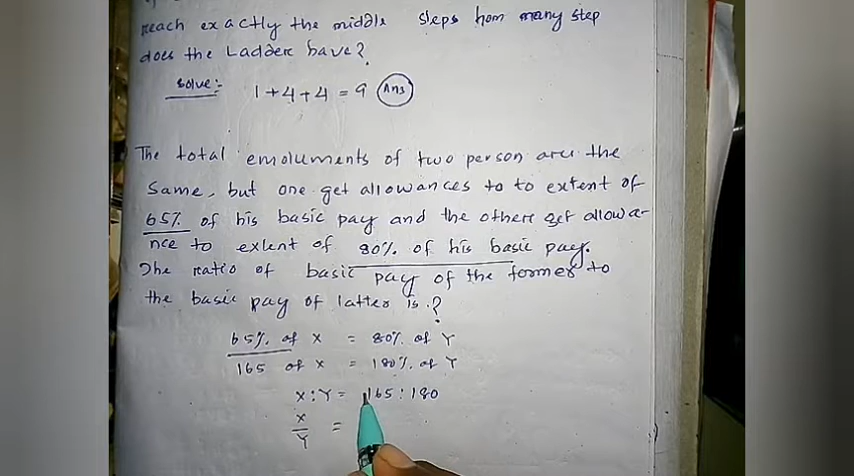 reach exactly the middle steps hom many step
does the Ladder have?
Solve:-
1+4+4 = 9 Ans
The total emoluments of two person are the
Same, but one get allowances to to extent of
65% of his basic pay and the others get allowa-
nce to extent of 80% of his basic pay.
The ratio of basic pay of the former to
the basic pay of latter is ?
65% of X = 80% of Y
165 of X = 180% of Y
X:Y = 165:180
X/Y =